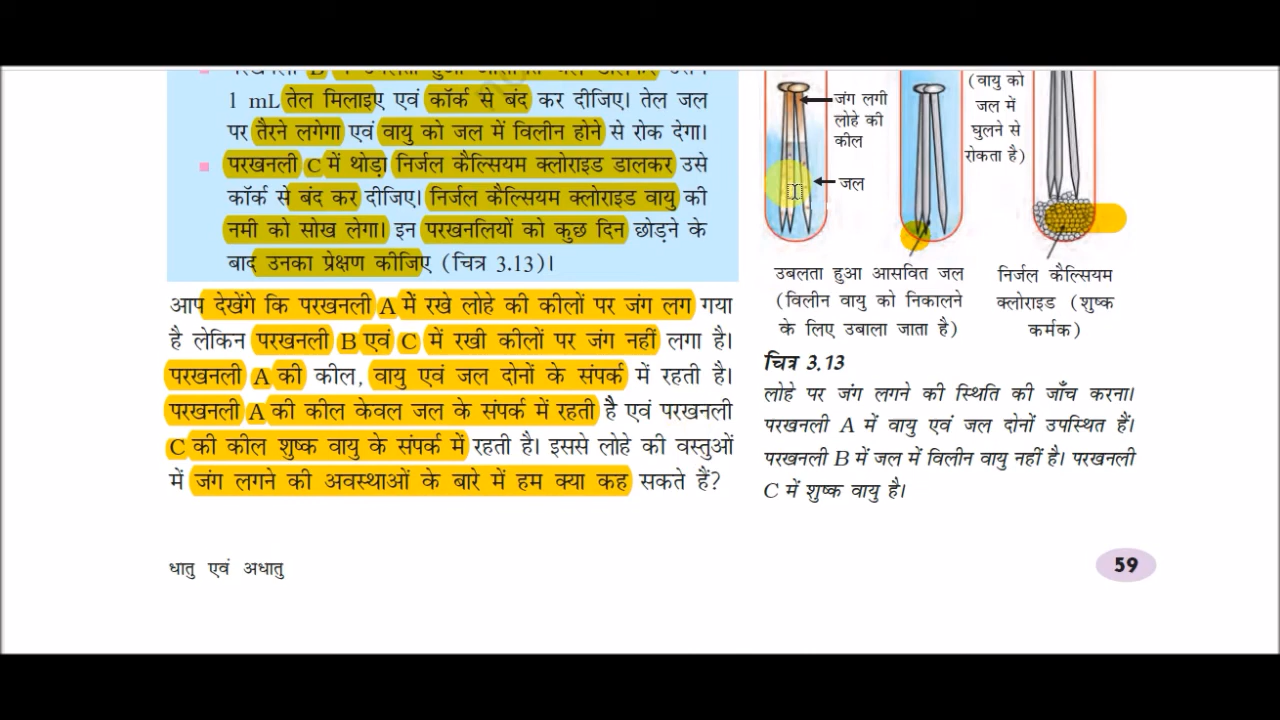 1 mL तेल मिलाइए एवं कॉर्क से बंद कर दीजिए। तेल जल
पर तैरने लगेगा एवं वायु को जल में विलीन होने से रोक देगा।
परखनली C में थोड़ा निर्जल कैल्सियम क्लोराइड डालकर उसे
कॉर्क से बंद कर दीजिए। निर्जल कैल्सियम क्लोराइड वायु की
नमी को सोख लेगा। इन परखनलियों को कुछ दिन छोड़ने के
बाद उनका प्रेक्षण कीजिए (चित्र 3.13)।
आप देखेंगे कि परखनली A में रखे लोहे की कीलों पर जंग लग गया
है लेकिन परखनली B एवं C में रखी कीलों पर जंग नहीं लगा है।
परखनली A की कील, वायु एवं जल दोनों के संपर्क में रहती है।
परखनली A की कील केवल जल के संपर्क में रहती है एवं परखनली
C की कील शुष्क वायु के संपर्क में रहती है। इससे लोहे की वस्तुओं
में जंग लगने की अवस्थाओं के बारे में हम क्या कह सकते हैं?
जंग लगी
लोहे की
कील
जल
(वायु को
जल में
घुलने से
रोकता है)
उबलता हुआ आसवित जल
(विलीन वायु को निकालने
के लिए उबाला जाता है)
निर्जल कैल्सियम
क्लोराइड (शुष्क
कर्मक)
चित्र 3.13
लोहे पर जंग लगने की स्थिति की जाँच करना।
परखनली A में वायु एवं जल दोनों उपस्थित हैं।
परखनली B में जल में विलीन वायु नहीं है। परखनली
C में शुष्क वायु है।
धातु एवं अधातु
59